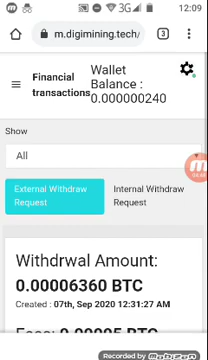 3G 12:09
m.digimining.tech/ 3
Financial transactions
Wallet Balance : 0.000000240
Show
All
External Withdraw Request
Internal Withdraw Request
Withdrwal Amount:
0.00006360 BTC
Created : 07th, Sep 2020 12:31:27 AM
0.00005 BTC
Recorded by